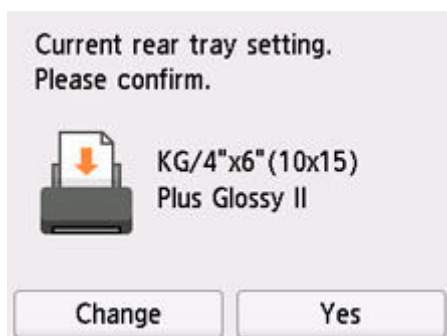 Current rear tray setting.
Please confirm.
KG/4"x6"(10x15)
Plus Glossy II
Change
Yes